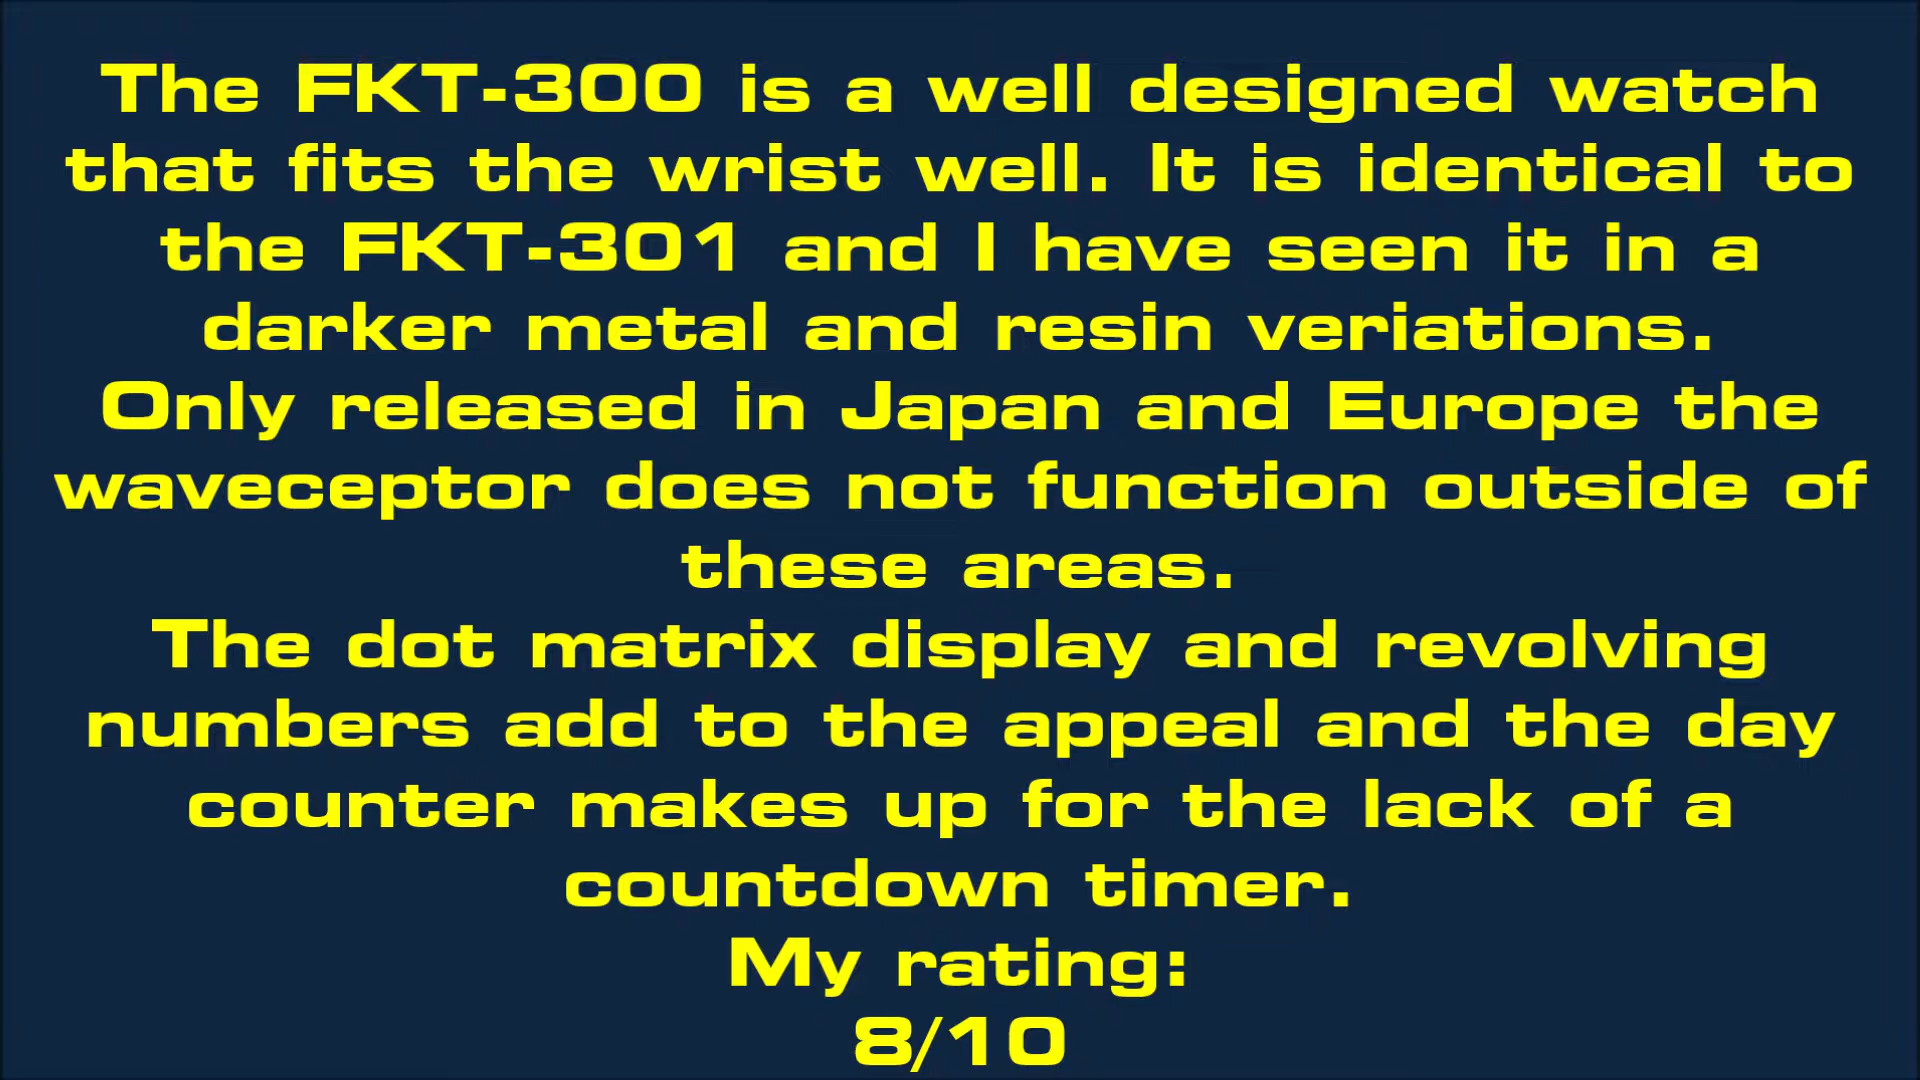 The FKT-300 is a well designed watch
that fits the wrist well. It is identical to
the FKT-301 and I have seen it in a
darker metal and resin veriations.
Only released in Japan and Europe the
waveceptor does not function outside of
these areas.
The dot matrix display and revolving
numbers add to the appeal and the day
counter makes up for the lack of a
countdown timer.
My rating:
8/10